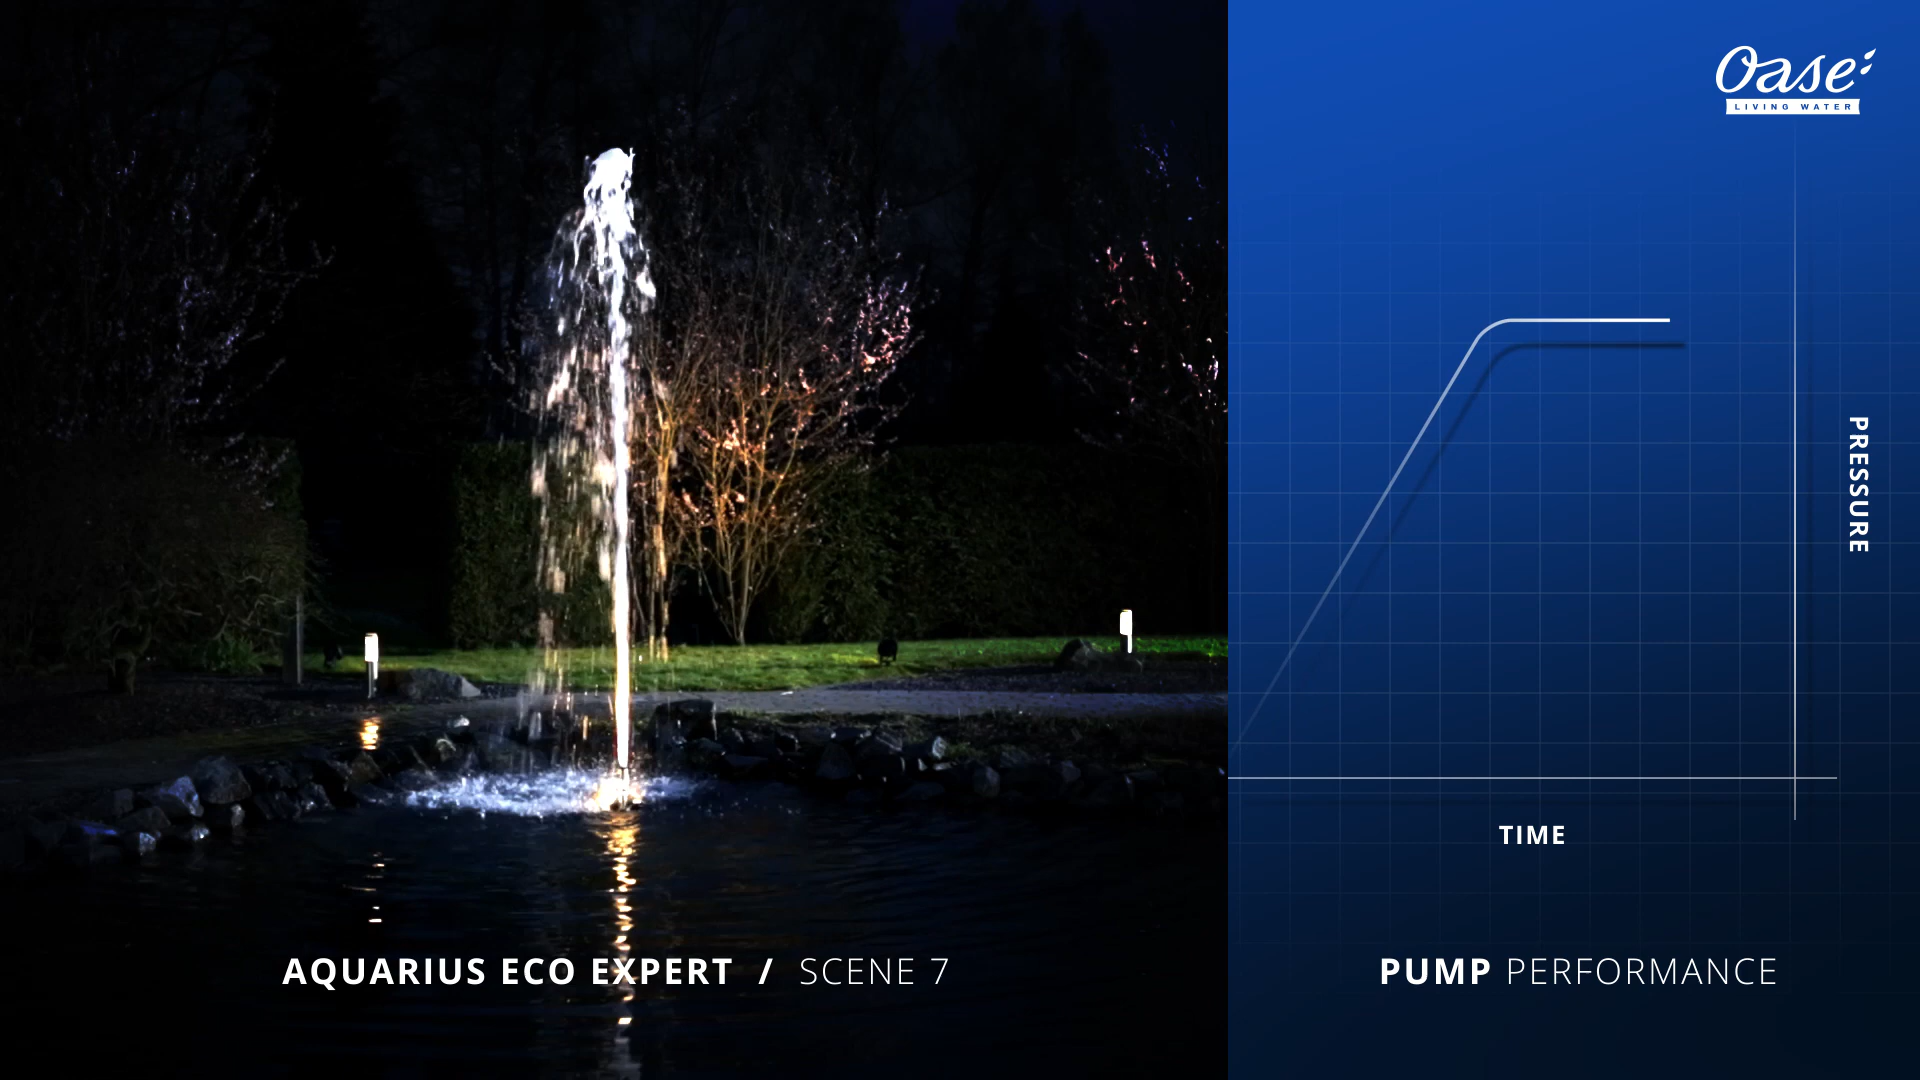 Oase
LIVING WATER
PRESSURE
TIME
AQUARIUS ECO EXPERT / SCENE 7
PUMP PERFORMANCE